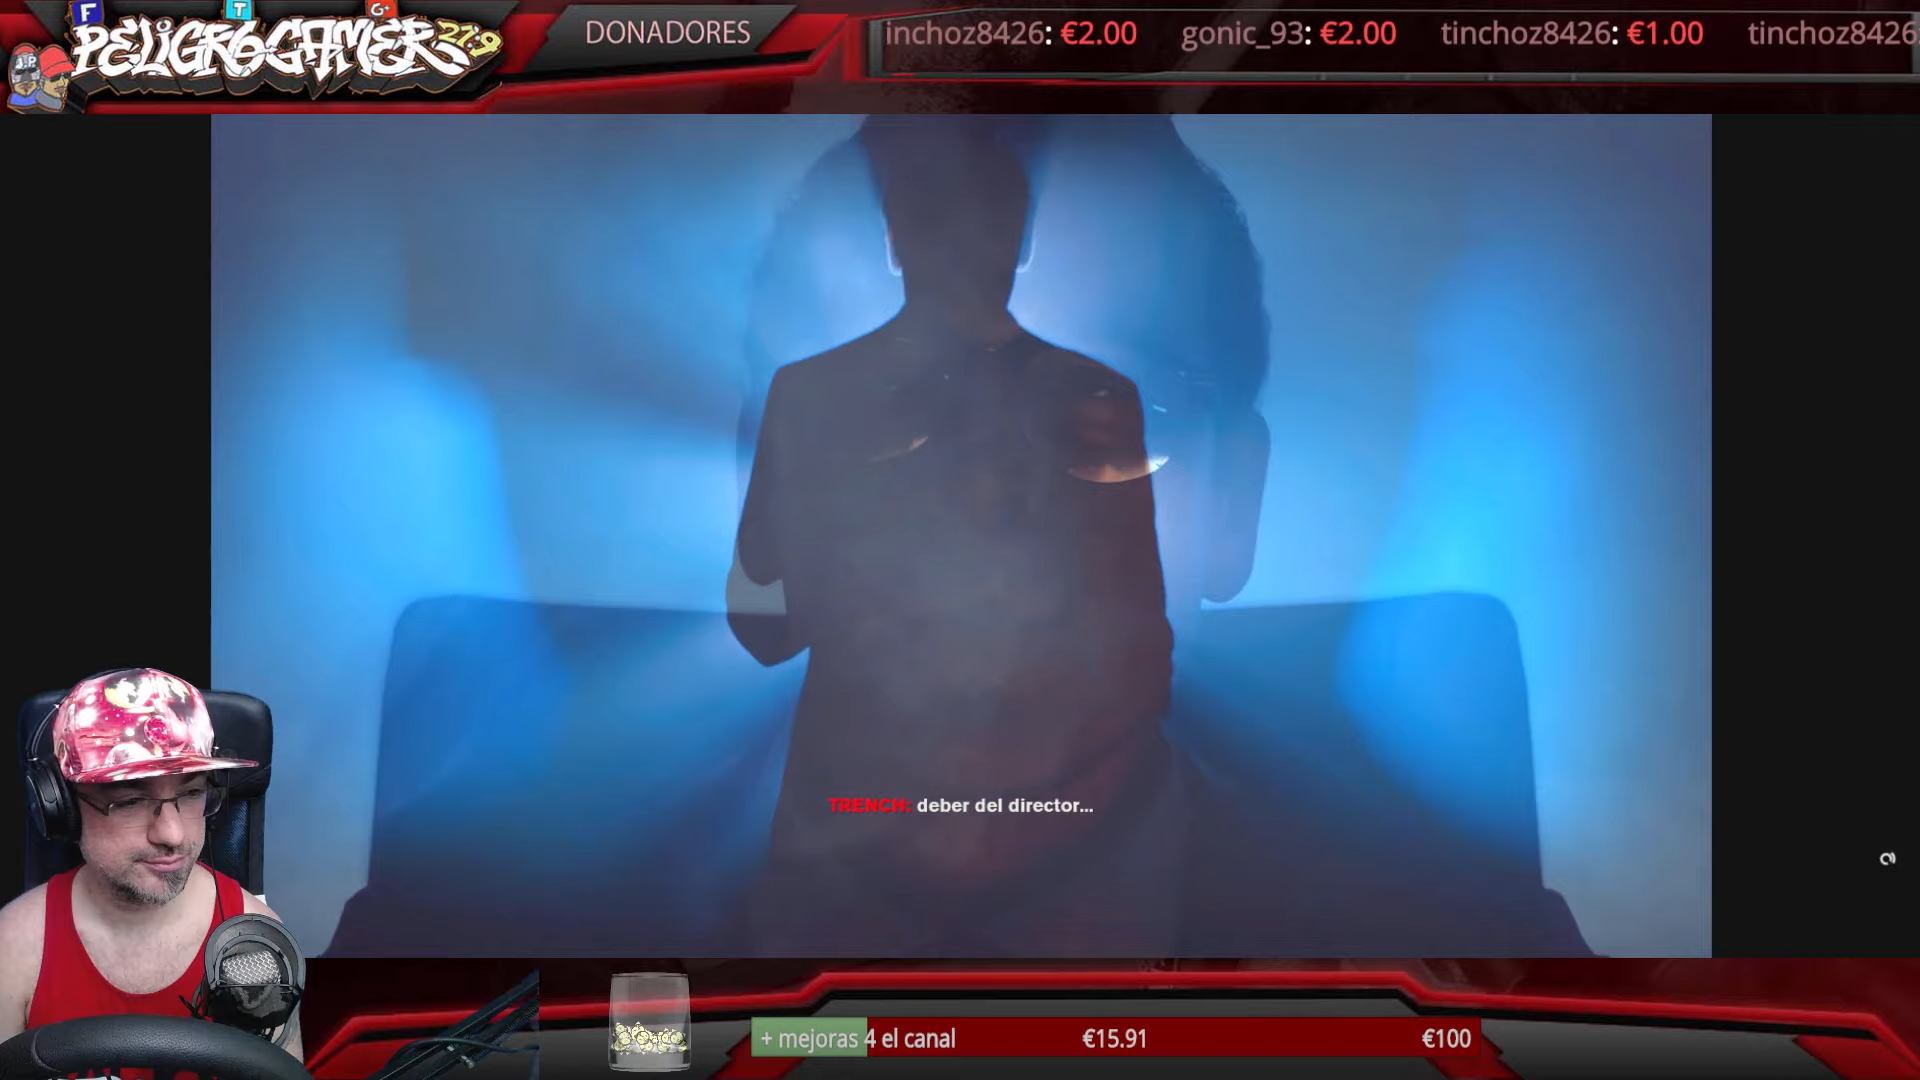 F T G+
PELIGROGAMER 27:9
A.P
DONADORES
inchoz8426: €2.00 gonic_93: €2.00 tinchoz8426: €1.00 tinchoz8426
TRENCH: deber del director...
+ mejoras 4 el canal €15.91 €100